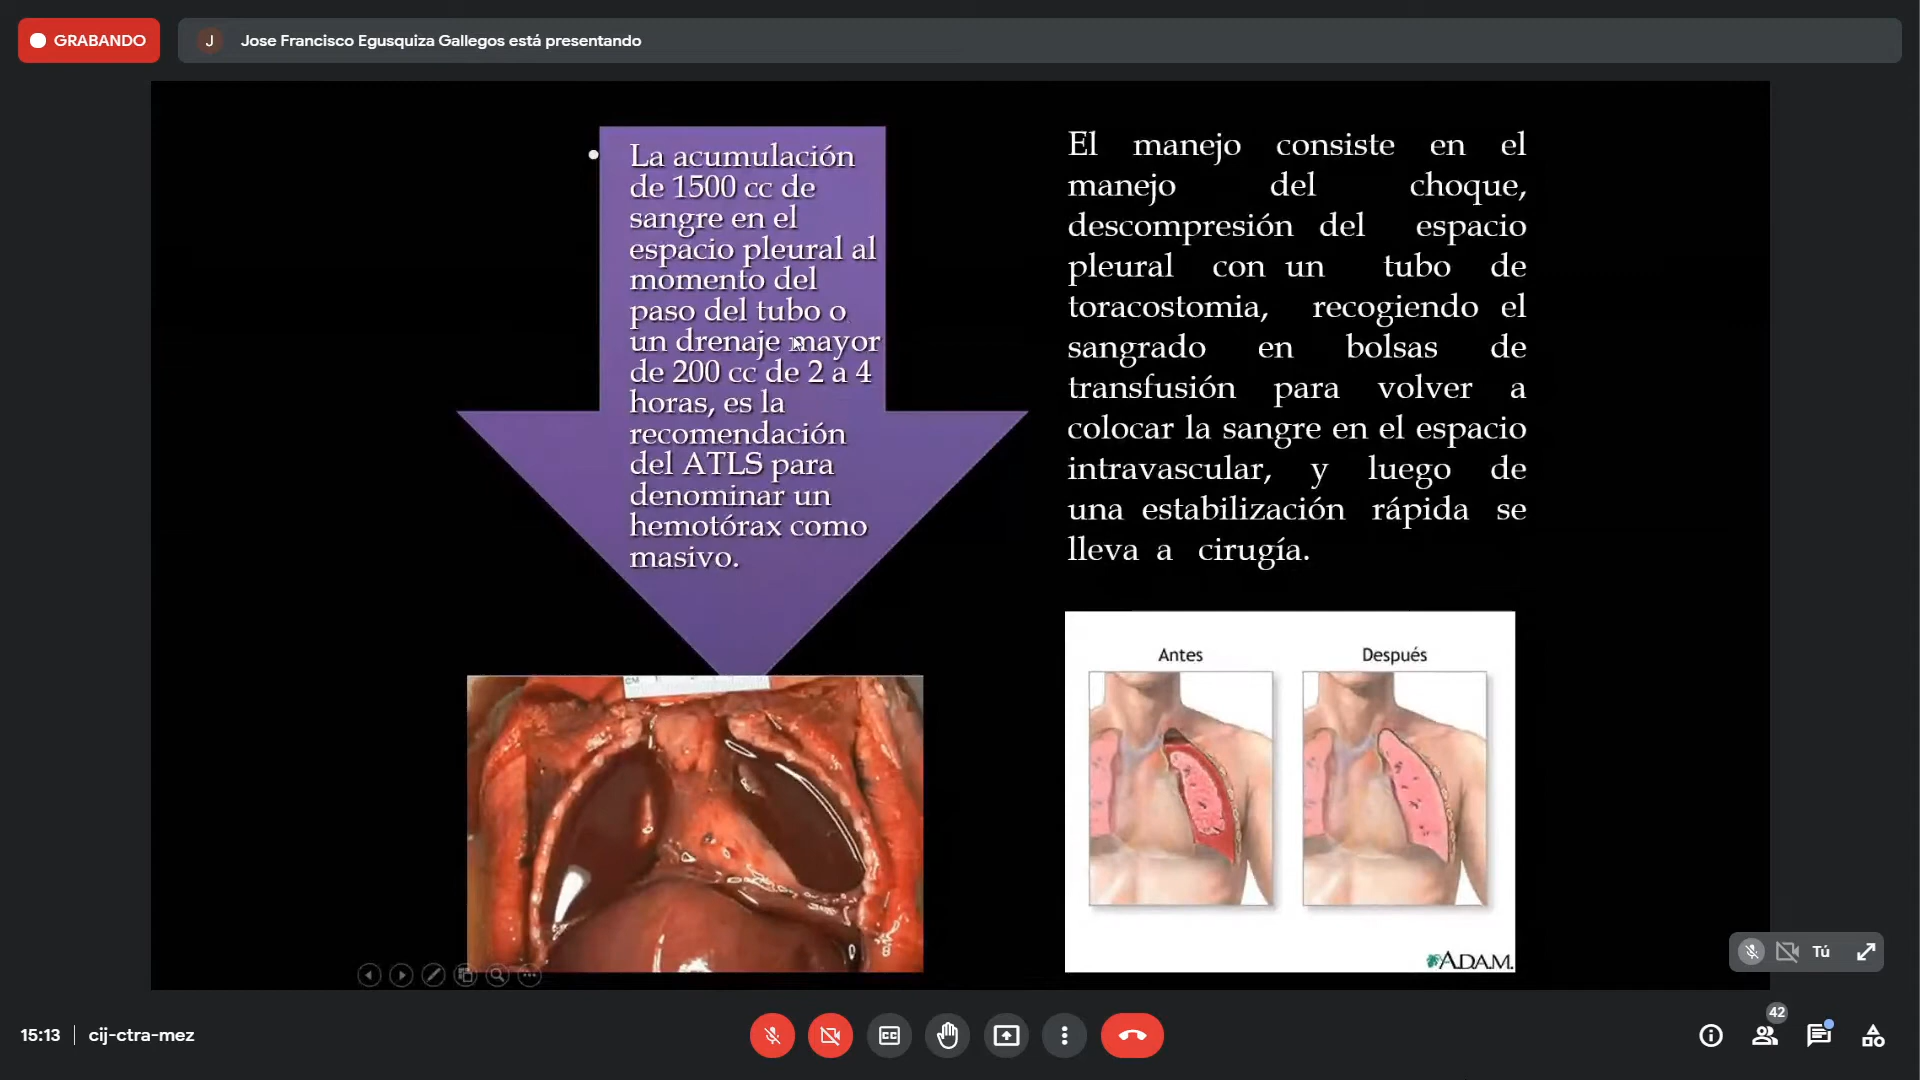 GRABANDO
J
Jose Francisco Egusquiza Gallegos está presentando
La acumulación
de 1500 cc de
sangre en el
espacio pleural al
momento del
paso del tubo o
un drenaje mayor
de 200 cc de 2 a 4
horas, es la
recomendación
del ATLS para
denominar un
hemotórax como
masivo.
El manejo consiste en el
manejo del choque,
descompresión del espacio
pleural con un tubo de
toracostomia, recogiendo el
sangrado en bolsas de
transfusión para volver a
colocar la sangre en el espacio
intravascular, y luego de
una estabilización rápida se
lleva a cirugía.
CM
Antes
Después
A.D.A.M.
Tú
15:13
cij-ctra-mez
CC
42